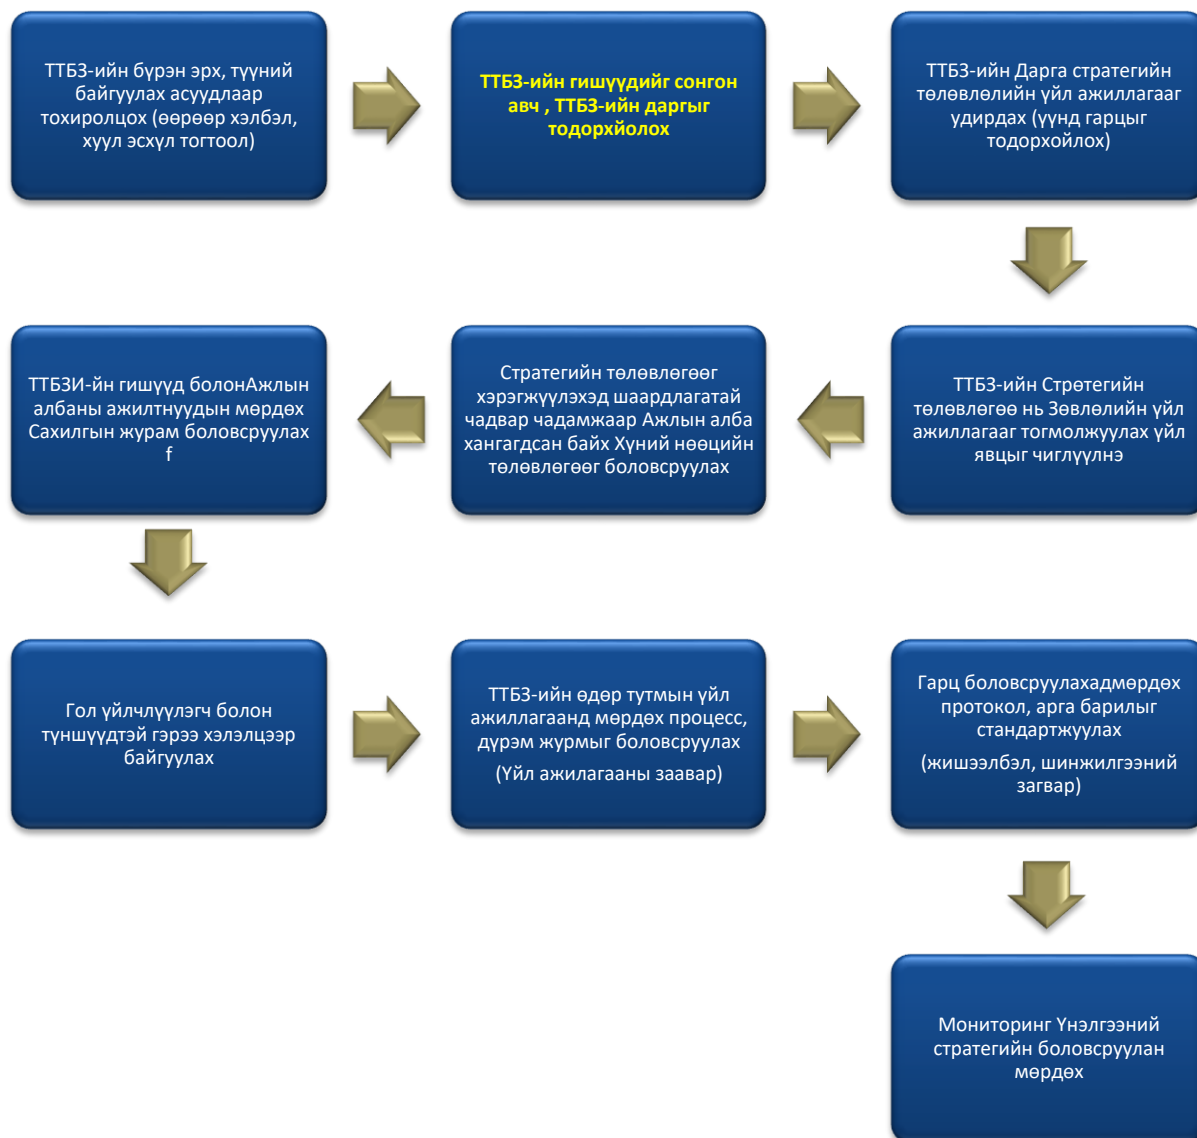 ТТБЗ-ийн бүрэн эрх, түүний
байгуулах асуудлаар
тохиролцох (өөрөөр хэлбэл,
хууль эсхүл тогтоол)
ТТБЗ-ийн гишүүдийг сонгон
авч , ТТБЗ-ийн даргыг
тодорхйолох
ТТБЗ-ийн Дарга стратегийн
төлөвлөлийн үйл ажиллагааг
удирдах (үүнд гарцыг
тодорхойлох)
ТТБЗ-ийн Стрөтегийн
төлөвлөгөө нь Зөвлөлийн үйл
ажиллагааг тогмолжуулах үйл
явцыг чиглүүлнэ
Стратегийн төлөвлөгөөг
хэрэгжүүлэхэд шаардлагатай
чадвар чадамжаар Ажлын алба
хангагдсан байх Хүний нөөцийн
төлөвлөгөөг боловсруулах
ТТБЗИ-йн гишүүд болонАжлын
албаны ажилтнуудын мөрдөх
Сахилгын журам боловсруулах
f
Гол үйлчлүүлэгч болон
түншүүдтэй гэрээ хэлэлцээр
байгуулах
ТТБЗ-ийн өдөр тутмын үйл
ажиллагаанд мөрдөх процесс,
дүрэм журмыг боловсруулах
(Үйл ажилагааны заавар)
Гарц боловсруулахадмөрдөх
протокол, арга барилыг
стандартжуулах
(жишээлбэл, шинжилгээний
загвар)
Мониторинг Үнэлгээний
стратегийн боловсруулан
мөрдөх